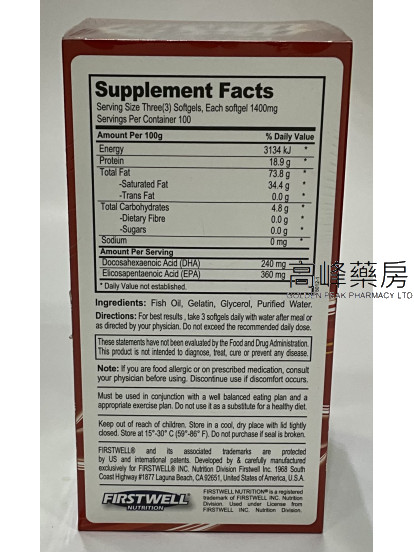 Supplement Facts
Serving Size Three(3) Softgels, Each softgel 1400mg
Servings Per Container 100
Amount Per 100g % Daily Value
Energy 3134 kJ *
Protein 18.9 g *
Total Fat 73.8 g *
-Saturated Fat 34.4 g *
-Trans Fat 0.0 g *
Total Carbohydrates 4.8 g *
-Dietary Fibre 0.0 g *
-Sugars 0.0 g *
Sodium 0 mg *
Amount Per Serving
Docosahexaenoic Acid (DHA) 240 mg *
Elicosapentaenoic Acid (EPA) 360 mg
* Daily Value not established.
高峰藥房
GOLDEN PEAK PHARMACY LTD
Ingredients: Fish Oil, Gelatin, Glycerol, Purified Water.
Directions: For best results , take 3 softgels daily with water after meal or
as directed by your physician. Do not exceed the recommended daily dose.
These statements have not been evaluated by the Food and Drug Administration.
This product is not intended to diagnose, treat, cure or prevent any disease.
Note: If you are food allergic or on prescribed medication, consult
your physician before using. Discontinue use if discomfort occurs.
Must be used in conjunction with a well balanced eating plan and a
appropriate exercise plan. Do not use it as a substitute for a healthy diet.
Keep out of reach of children. Store in a cool, dry place with lid tightly
closed. Store at 15°-30° C (59°-86° F). Do not purchase if seal is broken.
FIRSTWELL® and its associated trademarks are protected
by US and international patents. Developed by & carefully manufactured
exclusively for FIRSTWELL® INC. Nutrition Division Firstwell Inc. 1968 South
Coast Highway #1877 Laguna Beach, CA 92651, United States of America, U.S.A.
FIRSTWELL®
NUTRITION
FIRSTWELL NUTRITION® is a registered
trademark of FIRSTWELL INC. Nutrition
Division. Used under License from
FIRSTWELL INC. Nutrition Division.